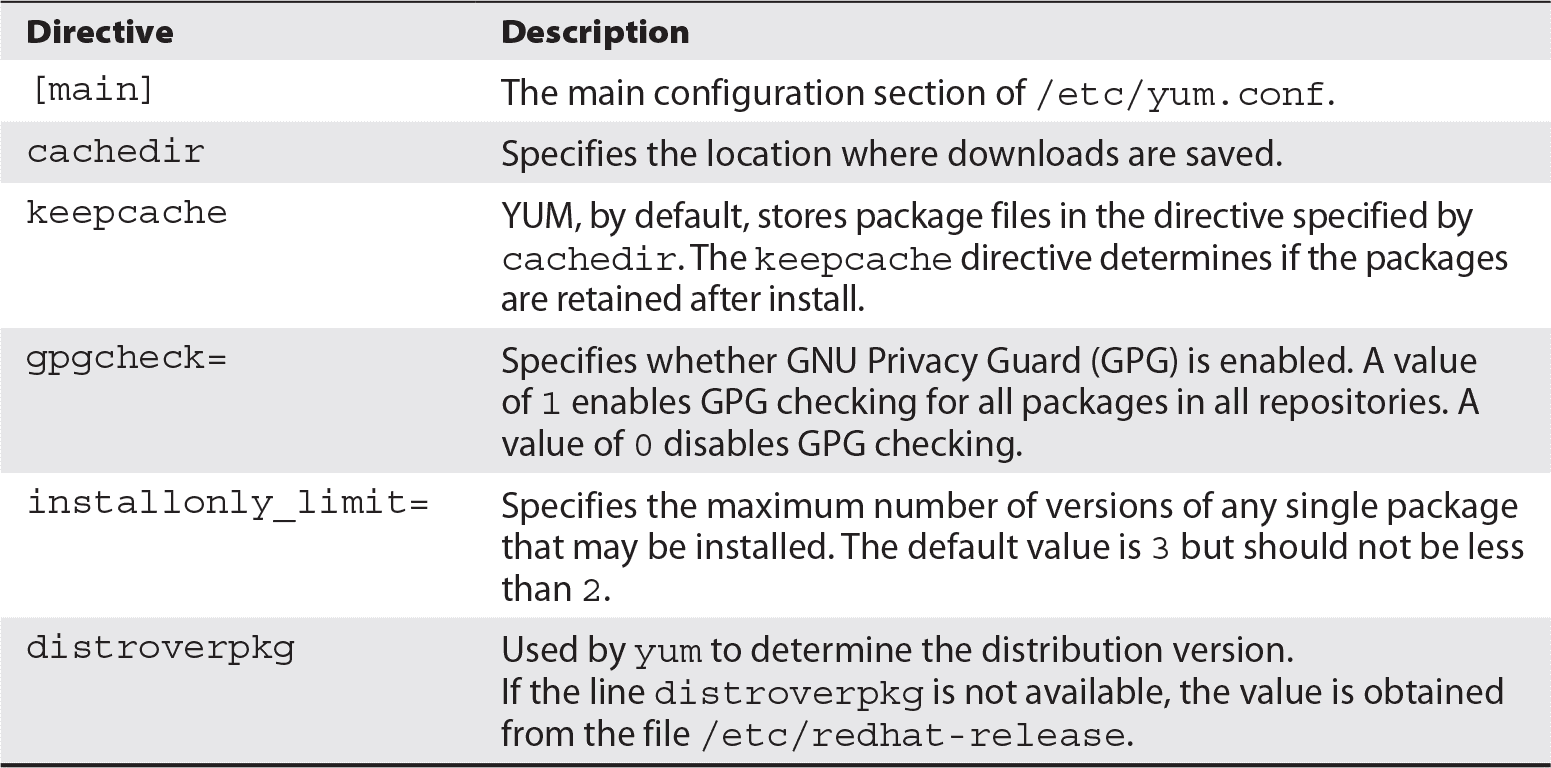 Directive Description
[main] The main configuration section of /etc/yum.conf.
cachedir Specifies the location where downloads are saved.
keepcache YUM, by default, stores package files in the directive specified by
cachedir. The keepcache directive determines if the packages
are retained after install.
gpgcheck= Specifies whether GNU Privacy Guard (GPG) is enabled. A value
of 1 enables GPG checking for all packages in all repositories. A
value of 0 disables GPG checking.
installonly_limit= Specifies the maximum number of versions of any single package
that may be installed. The default value is 3 but should not be less
than 2.
distroverpkg Used by yum to determine the distribution version.
If the line distroverpkg is not available, the value is obtained
from the file /etc/redhat-release.